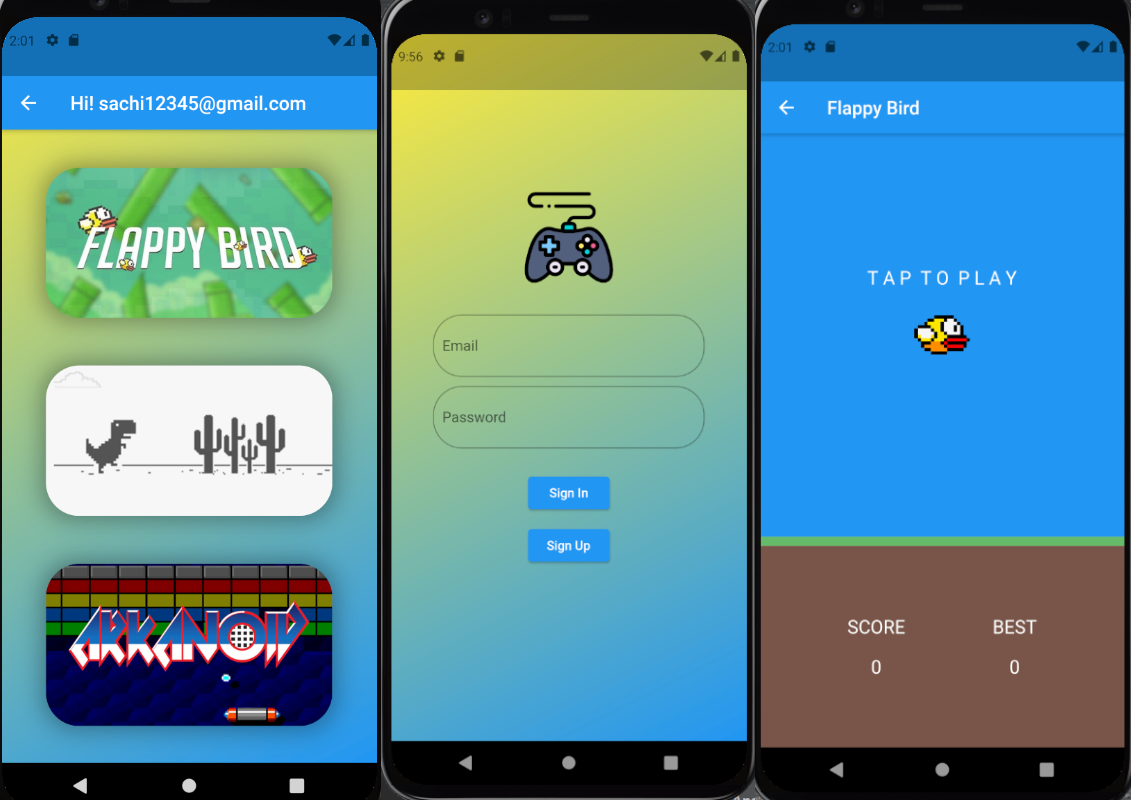 2:01
Hi! sachi12345@gmail.com
FLAPPY BIRD
ARKANOID
9:56
Email
Password
Sign In
Sign Up
2:01
Flappy Bird
TAP TO PLAY
SCORE BEST
0 0